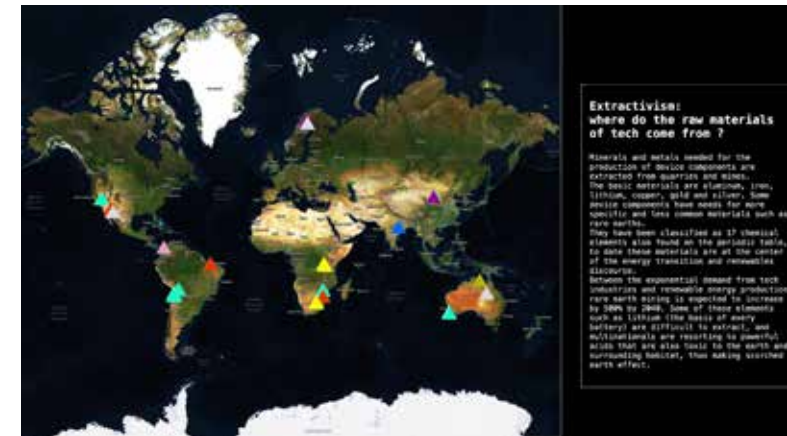 Extractivism:
where do the raw materials
of tech come from ?
Minerals and metals needed for the
production of device components are
extracted from quarries and mines.
The basic materials are aluminum, iron,
lithium, copper, gold and silver. Some
device components have needs for more
specific and less common materials such as
rare earths.
They have been classified as 17 chemical
elements also found on the periodic table,
to date these materials are at the center
of the energy transition and renewables
discourse.
Between the exponential demand from tech
industries and renewable energy production
rare earth mining is expected to increase
by 500% by 2040. Some of these elements
such as lithium (the basis of every
battery) are difficult to extract, and
multinationals are resorting to powerful
acids that are also toxic to the earth and
surrounding habitat, thus making scorched
earth effect.